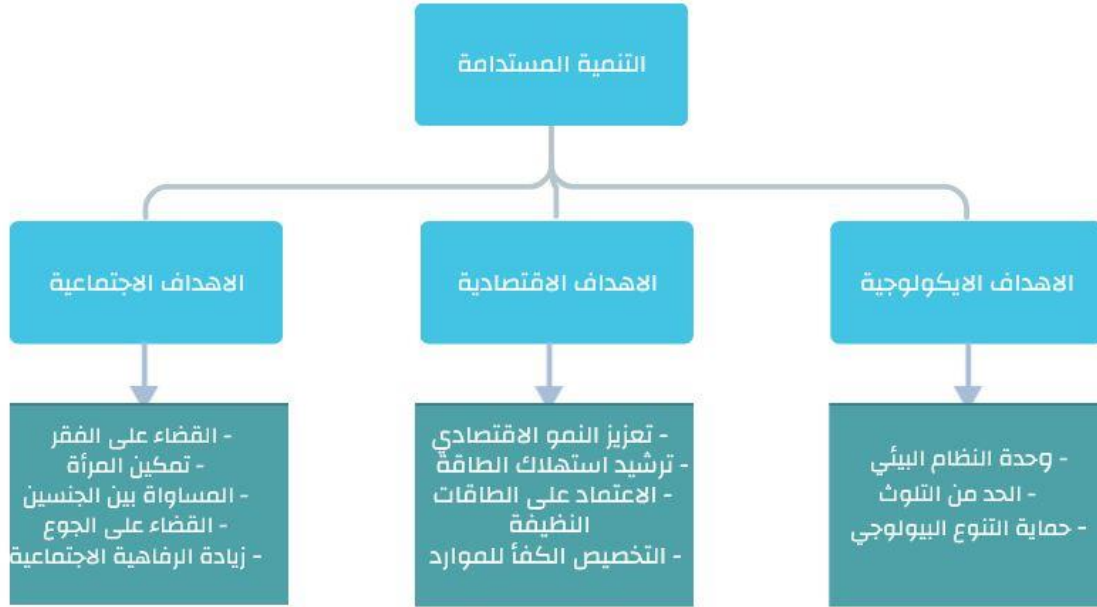 التنمية المستدامة
الاهداف الايكولوجية
الاهداف الاقتصادية
الاهداف الاجتماعية
- وحدة النظام البيئي
- الحد من التلوث
- حماية التنوع البيولوجي
- تعزيز النمو الاقتصادي
- ترشيد استهلاك الطاقة
- الاعتماد على الطاقات
النظيفة
- التخصيص الكفأ للموارد
- القضاء على الفقر
- تمكين المرأة
- المساواة بين الجنسين
- القضاء على الجوع
- زيادة الرفاهية الاجتماعية